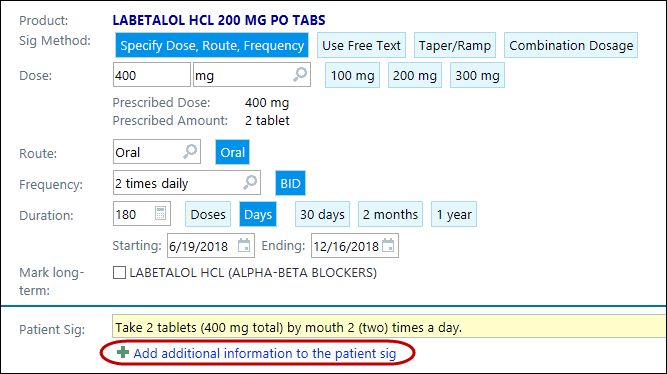 Product: LABETALOL HCL 200 MG PO TABS
Sig Method: Specify Dose, Route, Frequency Use Free Text Taper/Ramp Combination Dosage
Dose: 400 mg 100 mg 200 mg 300 mg
Prescribed Dose: 400 mg
Prescribed Amount: 2 tablet
Route: Oral Oral
Frequency: 2 times daily BID
Duration: 180 Doses Days 30 days 2 months 1 year
Starting: 6/19/2018 Ending: 12/16/2018
Mark long- LABETALOL HCL (ALPHA-BETA BLOCKERS)
term:
Patient Sig: Take 2 tablets (400 mg total) by mouth 2 (two) times a day.
Add additional information to the patient sig